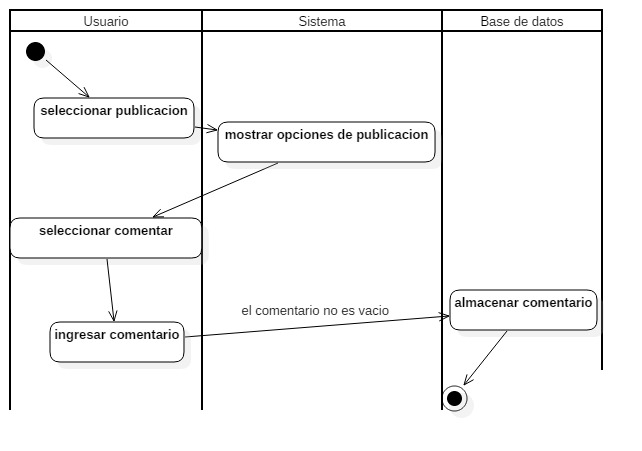 Usuario
Sistema
Base de datos
seleccionar publicacion
mostrar opciones de publicacion
seleccionar comentar
el comentario no es vacio
almacenar comentario
ingresar comentario